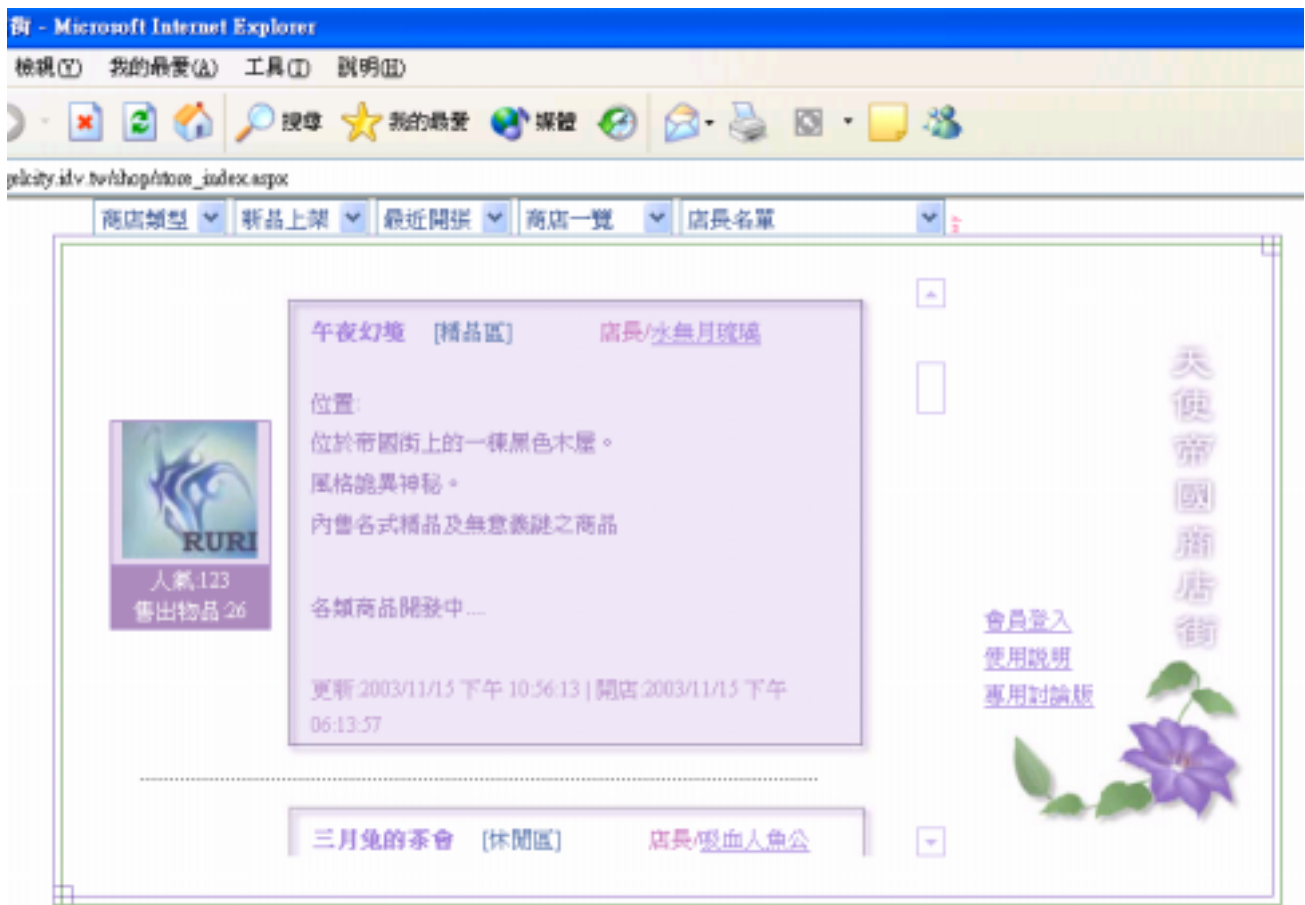 街 - Microsoft Internet Explorer
檢視(Y) 我的最愛(A) 工具(T) 說明(H)
搜尋 我的最愛 媒體
gelcity.idv.tw/shop/store_index.aspx
商店類型 新品上架 最近開張 商店一覽 店長名單
午夜幻境 [精品區] 店長/水無月琉璃
位置:
位於帝國街上的一棟黑色木屋。
風格詭異神秘。
內售各式精品及無意義謎之商品
各類商品開發中....
更新:2003/11/15 下午 10:56:13 | 開店:2003/11/15 下午
06:13:57
RURI
人氣:123
售出物品:26
三月兔的茶會 [休閒區] 店長/吸血人魚公
天使帝國商店街
會員登入
使用說明
專用討論版